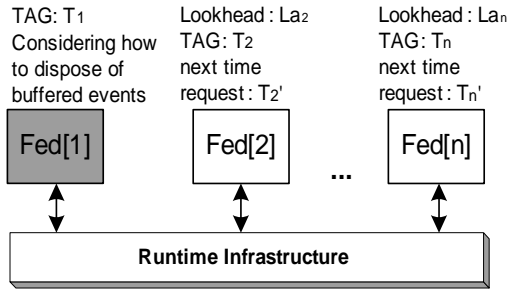 TAG: T1
Considering how
to dispose of
buffered events
Lookhead : La2
TAG: T2
next time
request : T2'
Lookhead : Lan
TAG: Tn
next time
request : Tn'
Fed[1]
Fed[2]
...
Fed[n]
Runtime Infrastructure